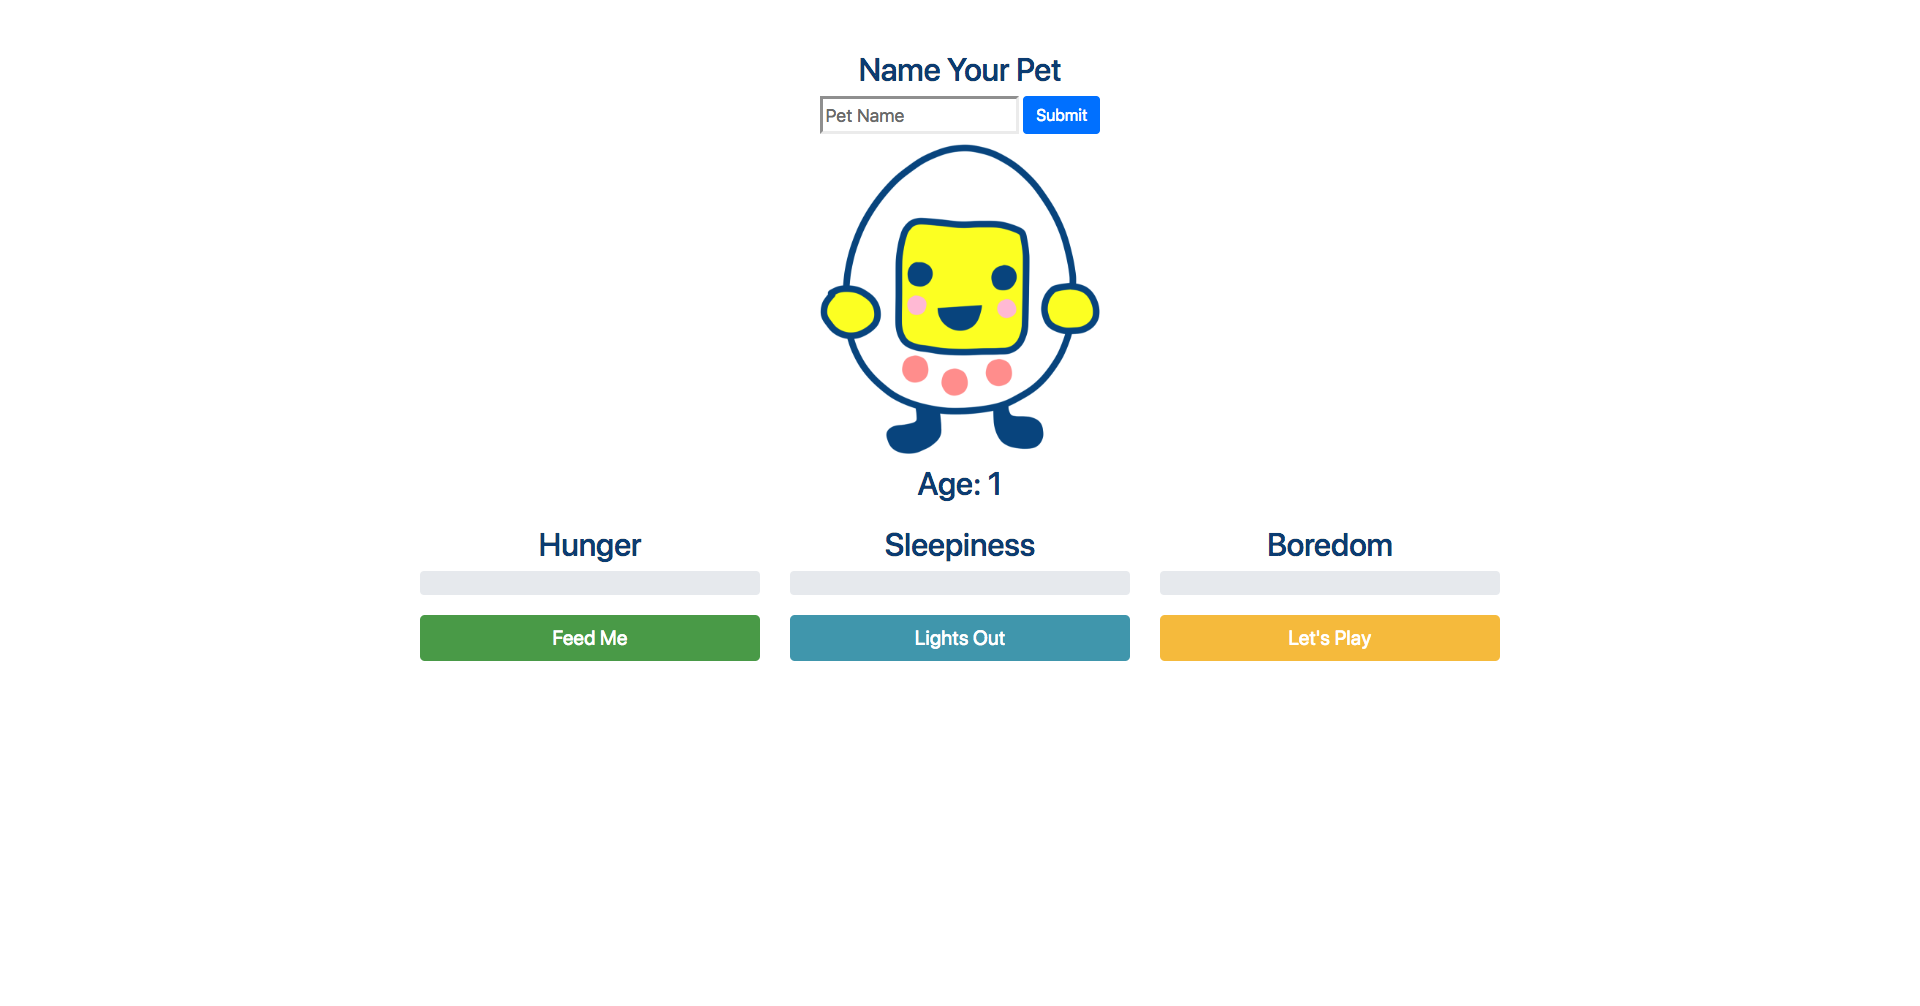 Name Your Pet
Pet Name Submit
Age: 1
Hunger Sleepiness Boredom
Feed Me Lights Out Let's Play